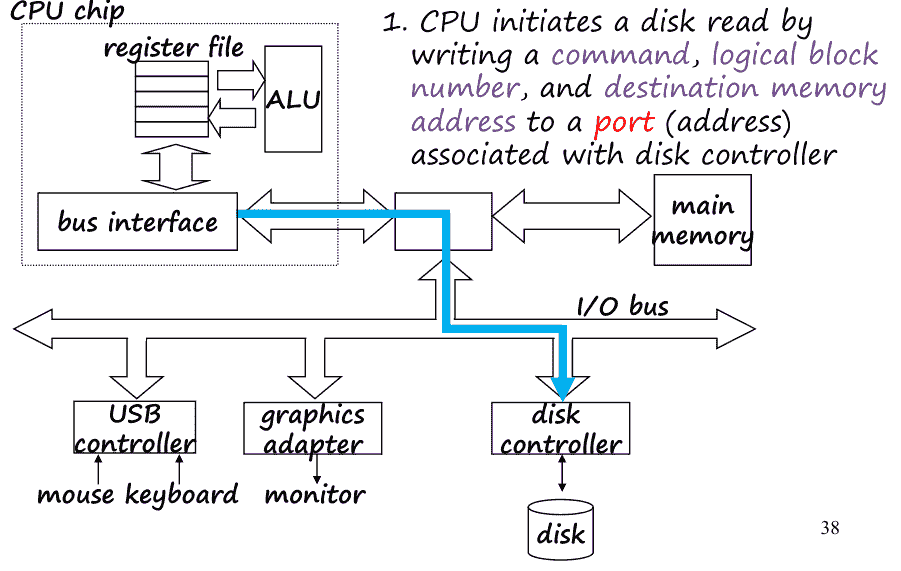 CPU chip
register file
ALU
1. CPU initiates a disk read by
writing a command, logical block
number, and destination memory
address to a port (address)
associated with disk controller
bus interface
main
memory
I/O bus
USB
controller
graphics
adapter
disk
controller
mouse keyboard
monitor
disk
38